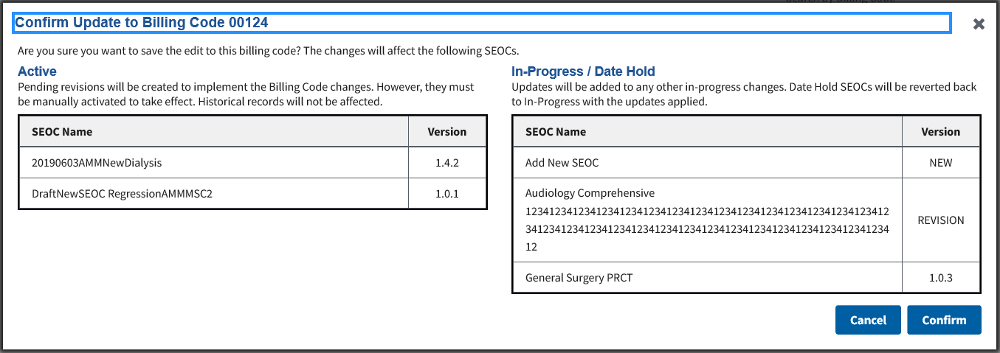 Confirm Update to Billing Code 00124
Are you sure you want to save the edit to this billing code? The changes will affect the following SEOCs.
Active
Pending revisions will be created to implement the Billing Code changes. However, they must
be manually activated to take effect. Historical records will not be affected.
SEOC Name Version
20190603AMMNewDialysis 1.4.2
DraftNewSEOC RegressionAMMMSC2 1.0.1
In-Progress / Date Hold
Updates will be added to any other in-progress changes. Date Hold SEOCs will be reverted back
to In-Progress with the updates applied.
SEOC Name Version
Add New SEOC NEW
Audiology Comprehensive
REVISION
12
General Surgery PRCT 1.0.3
Cancel Confirm